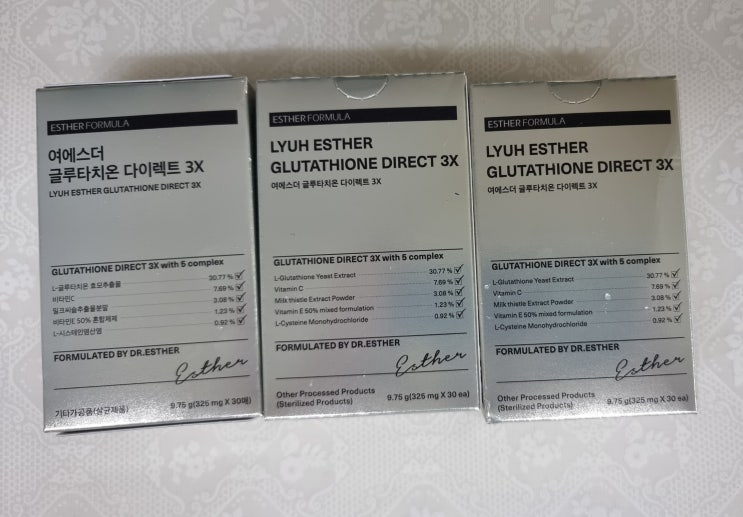 ESTHER FORMULA
여에스더
글루타치온 다이렉트 3X
LYUH ESTHER GLUTATHIONE DIRECT 3X
GLUTATHIONE DIRECT 3X with 5 complex
L-글루타치온 효모추출물 30.77 %
비타민C 7.69 %
밀크씨슬추출물분말 3.08 %
비타민E 50% 혼합제제 1.23 %
L-시스테인염산염 0.92 %
FORMULATED BY DR.ESTHER
Esther
기타가공품(살균제품) 9.75 g(325 mg X 30매)
ESTHER FORMULA
LYUH ESTHER
GLUTATHIONE DIRECT 3X
여에스더 글루타치온 다이렉트 3X
GLUTATHIONE DIRECT 3X with 5 complex
L-Glutathione Yeast Extract 30.77 %
Vitamin C 7.69 %
Milk thistle Extract Powder 3.08 %
Vitamin E 50% mixed formulation 1.23 %
L-Cysteine Monohydrochloride 0.92 %
FORMULATED BY DR.ESTHER
Esther
Other Processed Products
(Sterilized Products) 9.75 g(325 mg X 30 ea)
ESTHER FORMULA
LYUH ESTHER
GLUTATHIONE DIRECT 3X
여에스더 글루타치온 다이렉트 3X
GLUTATHIONE DIRECT 3X with 5 complex
L-Glutathione Yeast Extract 30.77 %
Vitamin C 7.69 %
Milk thistle Extract Powder 3.08 %
Vitamin E 50% mixed formulation 1.23 %
L-Cysteine Monohydrochloride 0.92 %
FORMULATED BY DR.ESTHER
Esther
Other Processed Products
(Sterilized Products) 9.75 g(325 mg X 30 ea)